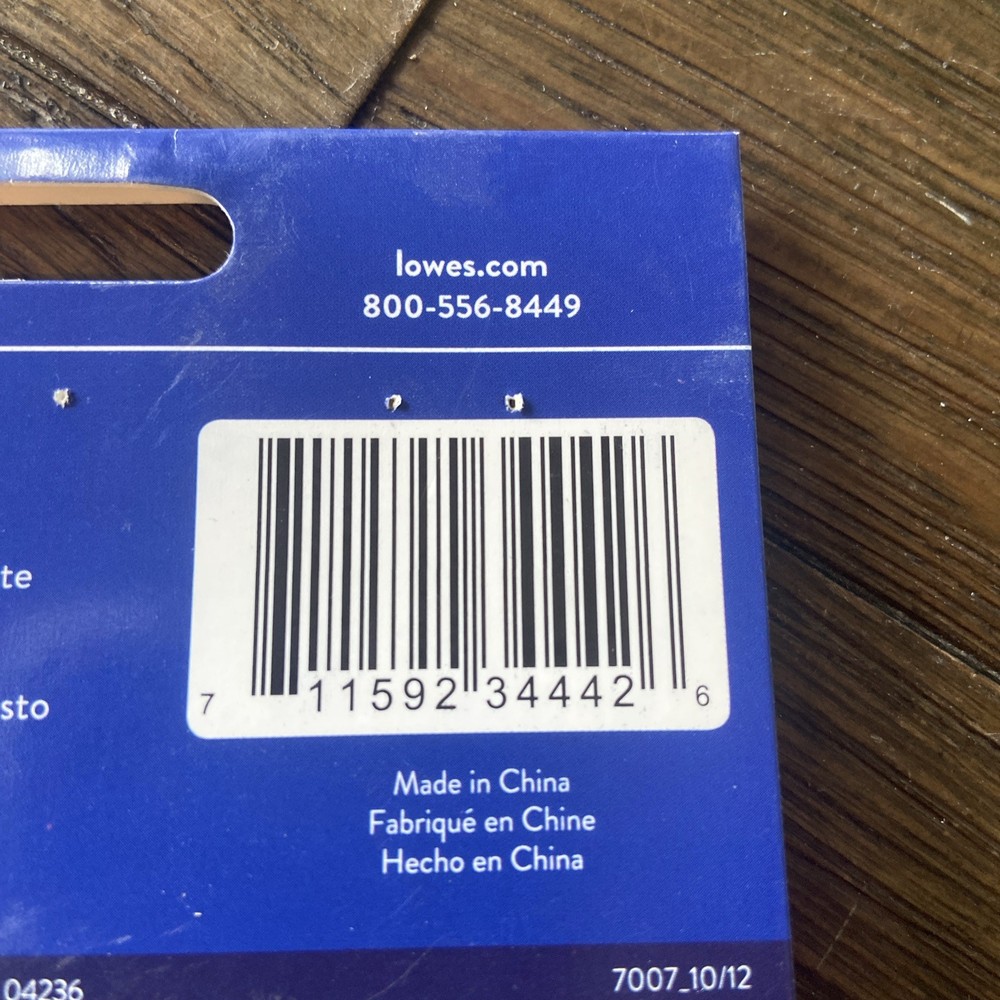 lowes.com
800-556-8449
te
sto
7 11592 34442 6
Made in China
Fabriqué en Chine
Hecho en China
04236
7007_10/12